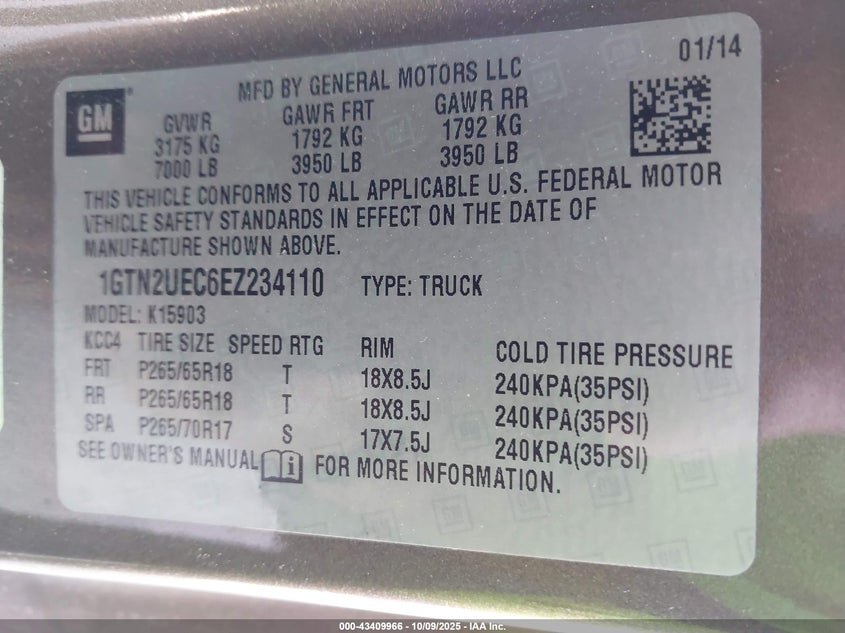 01/14
MFD BY GENERAL MOTORS LLC
GM
GVWR GAWR FRT GAWR RR
3175 KG 1792 KG 1792 KG
7000 LB 3950 LB 3950 LB
THIS VEHICLE CONFORMS TO ALL APPLICABLE U.S. FEDERAL MOTOR
VEHICLE SAFETY STANDARDS IN EFFECT ON THE DATE OF
MANUFACTURE SHOWN ABOVE.
1GTN2UEC6EZ234110 TYPE: TRUCK
MODEL: K15903
KCC4 TIRE SIZE SPEED RTG RIM COLD TIRE PRESSURE
FRT P265/65R18 T 18X8.5J 240KPA(35PSI)
RR P265/65R18 T 18X8.5J 240KPA(35PSI)
SPA P265/70R17 S 17X7.5J 240KPA(35PSI)
SEE OWNER'S MANUAL i FOR MORE INFORMATION.
000-43409966 - 10/09/2025 - IAA Inc.